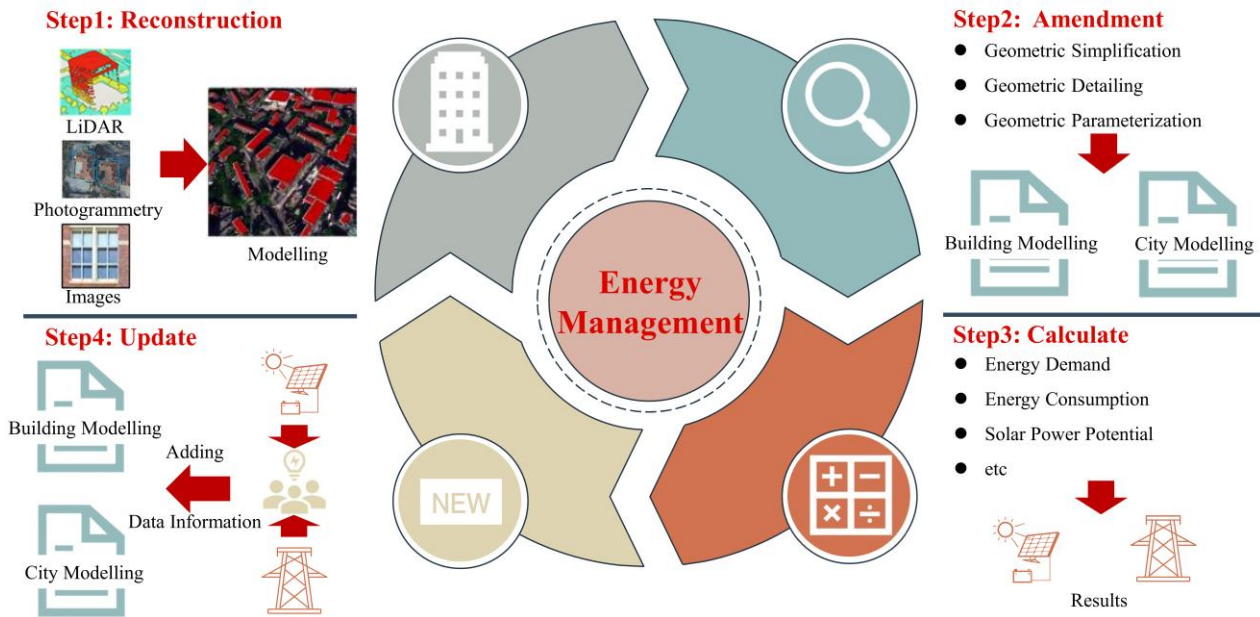 Step1: Reconstruction
LiDAR
Photogrammetry
Images
Modelling
Step2: Amendment
● Geometric Simplification
● Geometric Detailing
● Geometric Parameterization
Building Modelling
City Modelling
Energy
Management
Step3: Calculate
● Energy Demand
● Energy Consumption
● Solar Power Potential
● etc
Results
Step4: Update
Building Modelling
Adding
Data Information
City Modelling
NEW